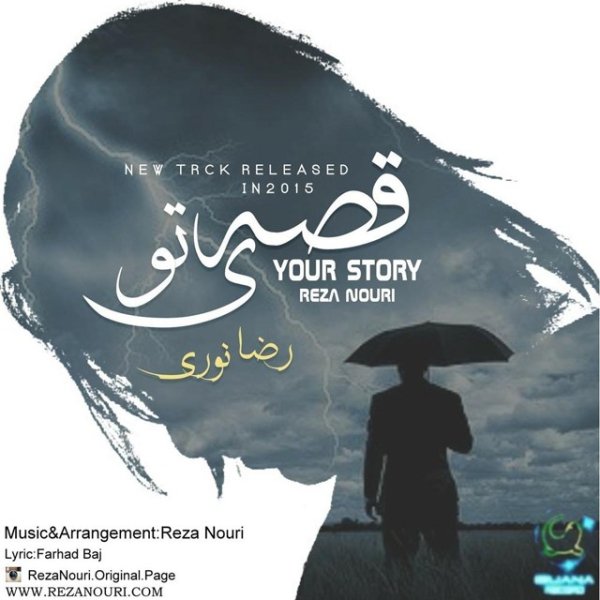 NEW TRCK RELEASED
IN2015
قصه ی تو
YOUR STORY
REZA NOURI
رضا نوری
Music&Arrangement:Reza Nouri
Lyric:Farhad Baj
RezaNouri.Original.Page
WWW.REZANOURI.COM